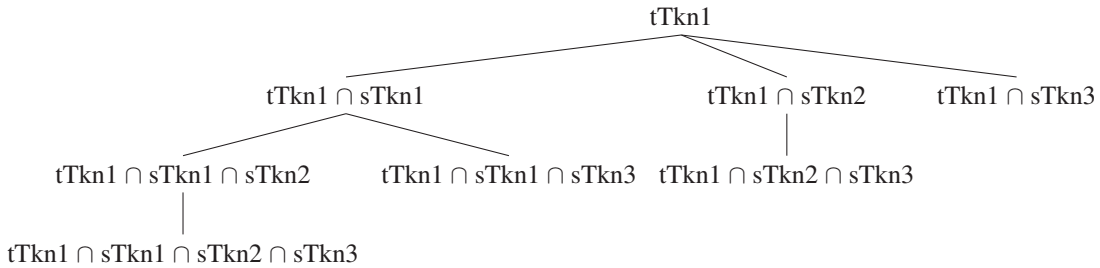 tTkn1
tTkn1 ∩ sTkn1
tTkn1 ∩ sTkn2
tTkn1 ∩ sTkn3
tTkn1 ∩ sTkn1 ∩ sTkn2
tTkn1 ∩ sTkn1 ∩ sTkn3
tTkn1 ∩ sTkn2 ∩ sTkn3
tTkn1 ∩ sTkn1 ∩ sTkn2 ∩ sTkn3